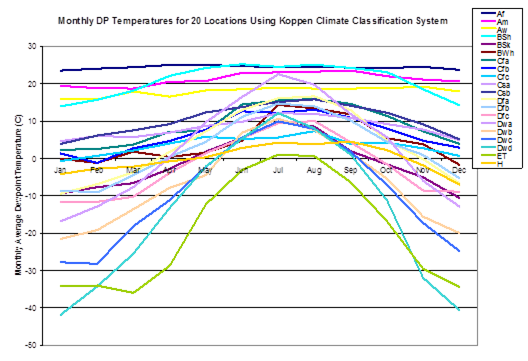 Monthly DP Temperatures for 20 Locations Using Koppen Climate Classification System
Monthly Average Dewpoint Temperature (C)
30
20
10
0
-10
-20
-30
-40
-50
Jan Feb Mar Apr May Jun Jul Aug Sep Oct Nov Dec
Af
Am
Aw
BSh
BSk
BWh
Cfa
Cfb
Cfc
Csa
Csb
Dfa
Dfb
Dfc
Dwa
Dwb
Dwc
Dwd
ET
H